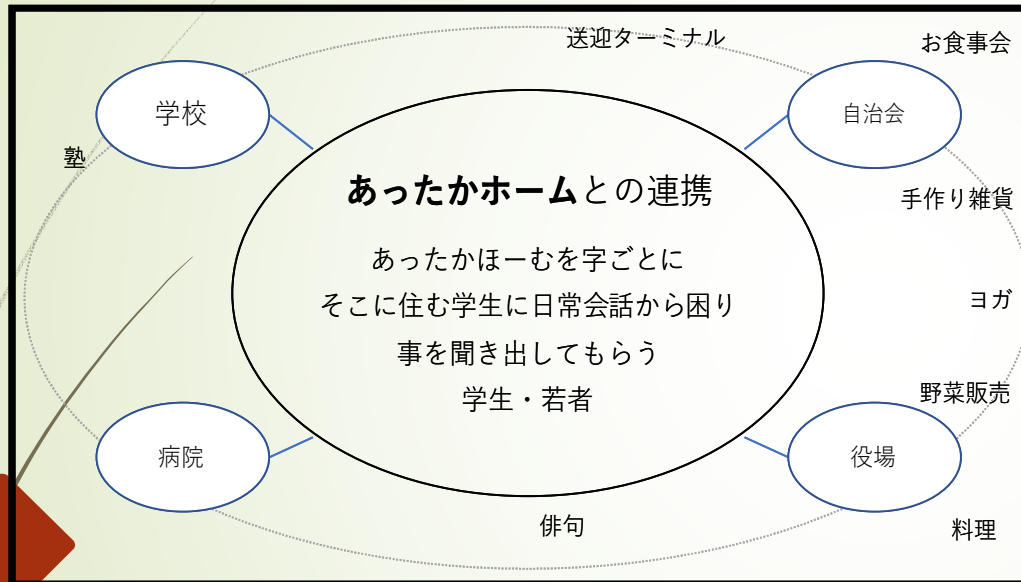 送迎ターミナル
お食事会
学校
自治会
塾
あったかホームとの連携
手作り雑貨
あったかほーむを字ごとに
そこに住む学生に日常会話から困り
事を聞き出してもらう
学生・若者
ヨガ
野菜販売
病院
役場
俳句
料理